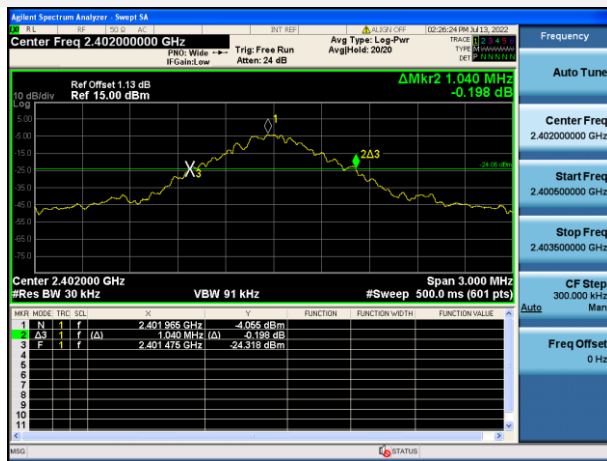 Agilent Spectrum Analyzer - Swept SA
RL RF 50 Ω AC INT REF ALIGN OFF 02:26:24 PM Jul 13, 2022
Center Freq 2.402000000 GHz
PNO: Wide
IFGain:Low
Trig: Free Run
Atten: 24 dB
Avg Type: Log-Pwr
Avg|Hold: 20/20
TRACE 1 2 3 4 5 6
TYPE M
DET P N N N N N
Ref Offset 1.13 dB
Ref 15.00 dBm
10 dB/div
Log
ΔMkr2 1.040 MHz
-0.198 dB
5.00
-5.00
-15.0
-25.0
-35.0
-45.0
-55.0
-65.0
-75.0
1
2Δ3
X3
-24.06 dBm
Center 2.402000 GHz
#Res BW 30 kHz
VBW 91 kHz
Span 3.000 MHz
#Sweep 500.0 ms (601 pts)
MKR MODE TRC SCL X Y FUNCTION FUNCTION WIDTH FUNCTION VALUE
1 N 1 f 2.401 965 GHz -4.055 dBm
2 Δ3 1 f (Δ) 1.040 MHz (Δ) -0.198 dB
3 F 1 f 2.401 475 GHz -24.318 dBm
4
5
6
7
8
9
10
11
MSG
STATUS
Frequency
Auto Tune
Center Freq
2.402000000 GHz
Start Freq
2.400500000 GHz
Stop Freq
2.403500000 GHz
CF Step
300.000 kHz
Auto Man
Freq Offset
0 Hz